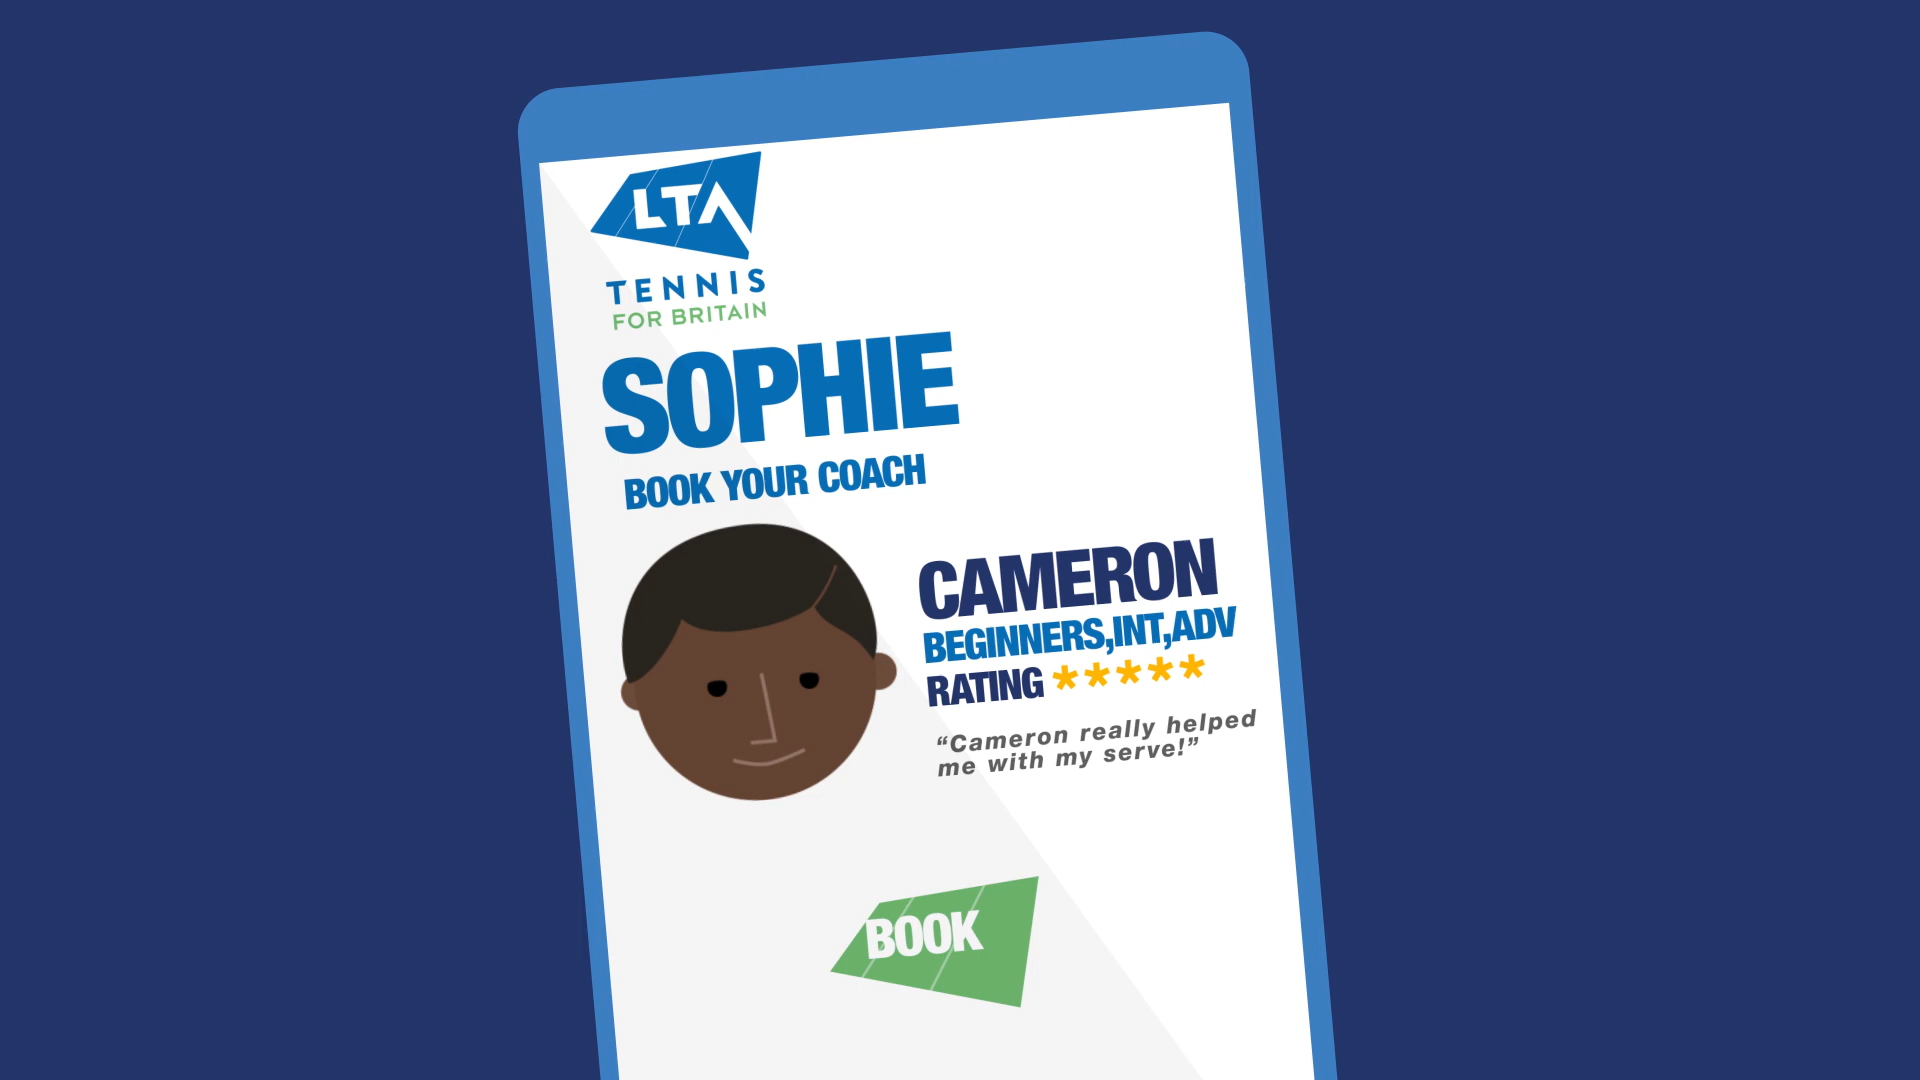 LTA
TENNIS
FOR BRITAIN
SOPHIE
BOOK YOUR COACH
CAMERON
BEGINNERS,INT,ADV
RATING *****
“Cameron really helped
me with my serve!”
BOOK